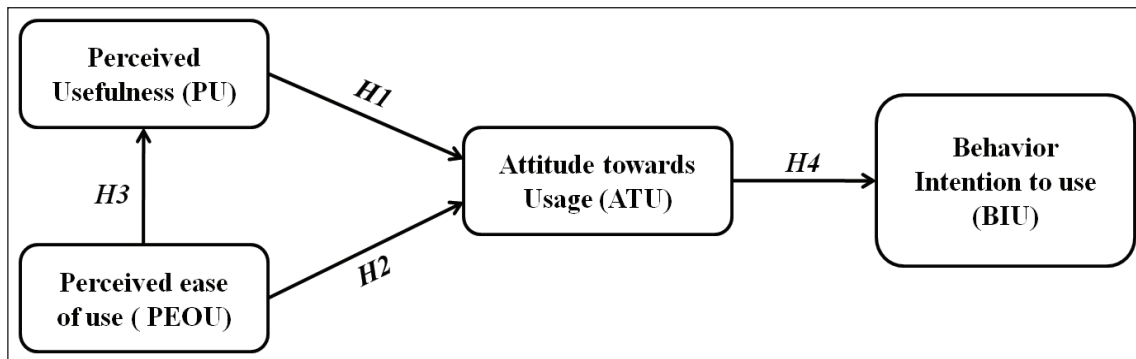 Perceived
Usefulness (PU)
H1
H3
Attitude towards
Usage (ATU)
H4
Behavior
Intention to use
(BIU)
H2
Perceived ease
of use ( PEOU)